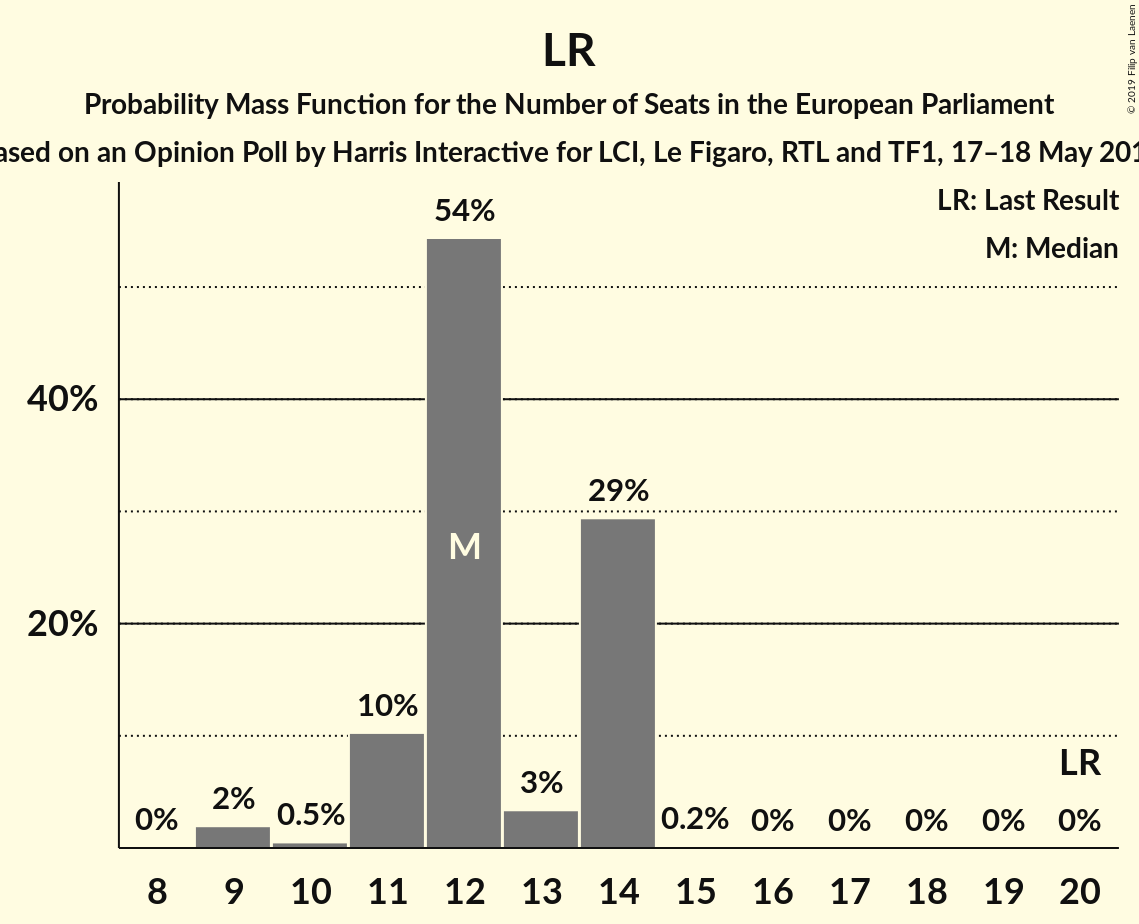 LR
Probability Mass Function for the Number of Seats in the European Parliament
ased on an Opinion Poll by Harris Interactive for LCI, Le Figaro, RTL and TF1, 17–18 May 201
© 2019 Filip van Laenen
LR: Last Result
M: Median
54%
40%
29%
M
20%
10%
LR
3%
2%
0% 0.5% 0.2% 0% 0% 0% 0% 0%
8 9 10 11 12 13 14 15 16 17 18 19 20